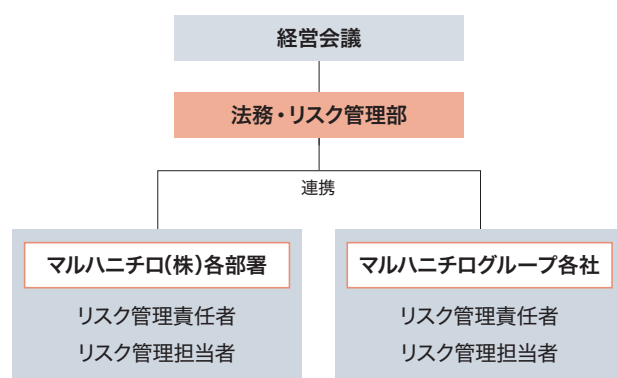 経営会議
法務・リスク管理部
連携
マルハニチロ(株)各部署
リスク管理責任者
リスク管理担当者
マルハニチログループ各社
リスク管理責任者
リスク管理担当者